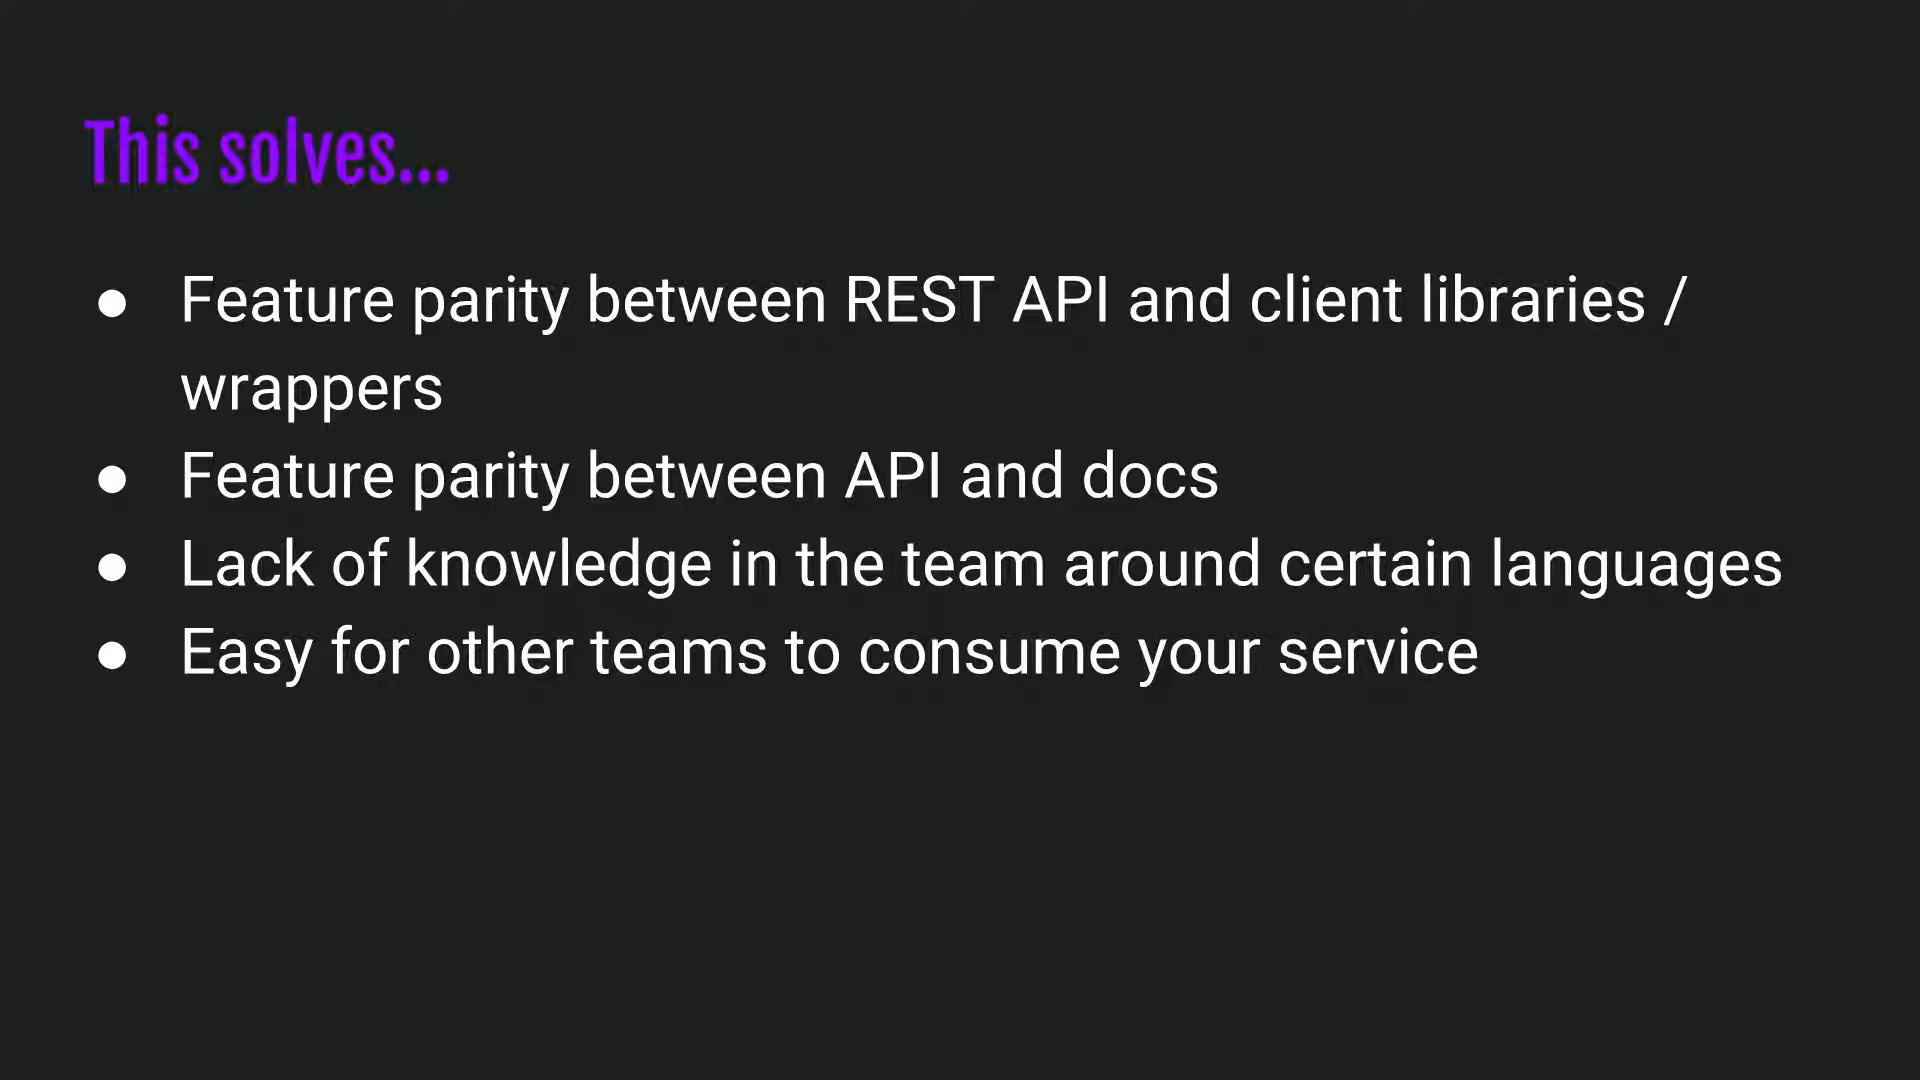 This solves...
● Feature parity between REST API and client libraries /
wrappers
● Feature parity between API and docs
● Lack of knowledge in the team around certain languages
● Easy for other teams to consume your service